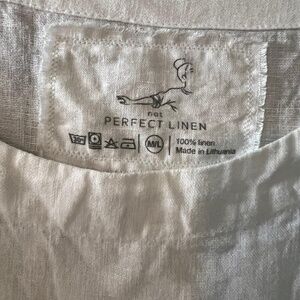 not
PERFECT LINEN
M/L
100% linen
Made in Lithuania